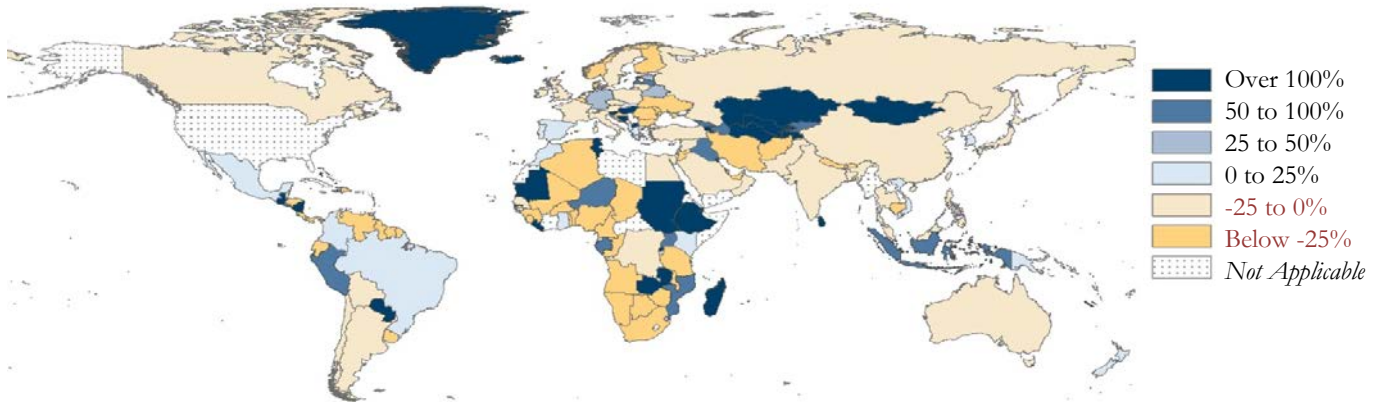 Over 100%
50 to 100%
25 to 50%
0 to 25%
-25 to 0%
Below -25%
Not Applicable